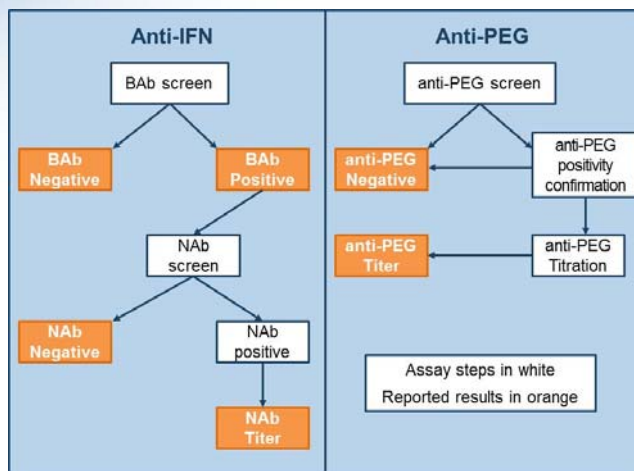 Anti-IFN
BAb screen
BAb
Negative
BAb
Positive
NAb
screen
NAb
Negative
NAb
positive
NAb
Titer
Anti-PEG
anti-PEG screen
anti-PEG
Negative
anti-PEG
positivity
confirmation
anti-PEG
Titer
anti-PEG
Titration
Assay steps in white
Reported results in orange